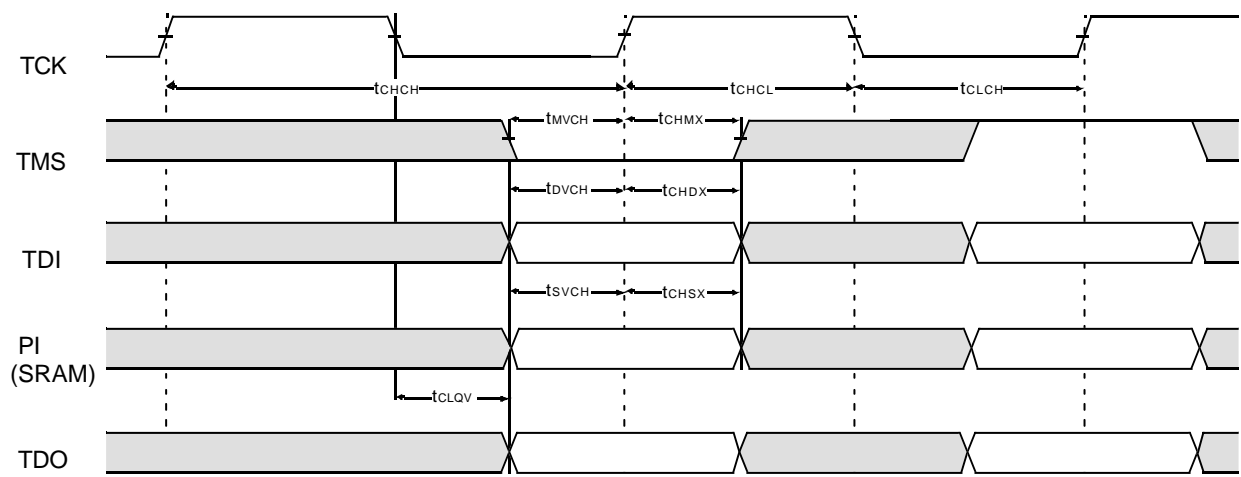 TCK
tCHCH
tCHCL
tCLCH
tMVCH
tCHMX
TMS
tDVCH
tCHDX
TDI
tSVCH
tCHSX
PI
(SRAM)
tCLQV
TDO